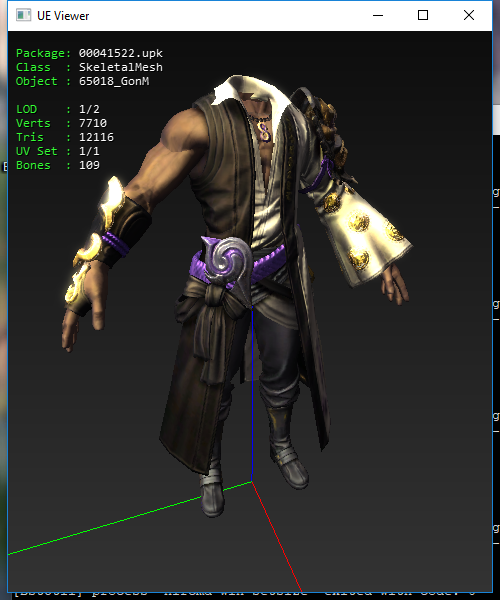 UE Viewer
Package: 00041522.upk
Class : SkeletalMesh
Object : 65018_GonM
LOD : 1/2
Verts : 7710
Tris : 12116
UV Set : 1/1
Bones : 109